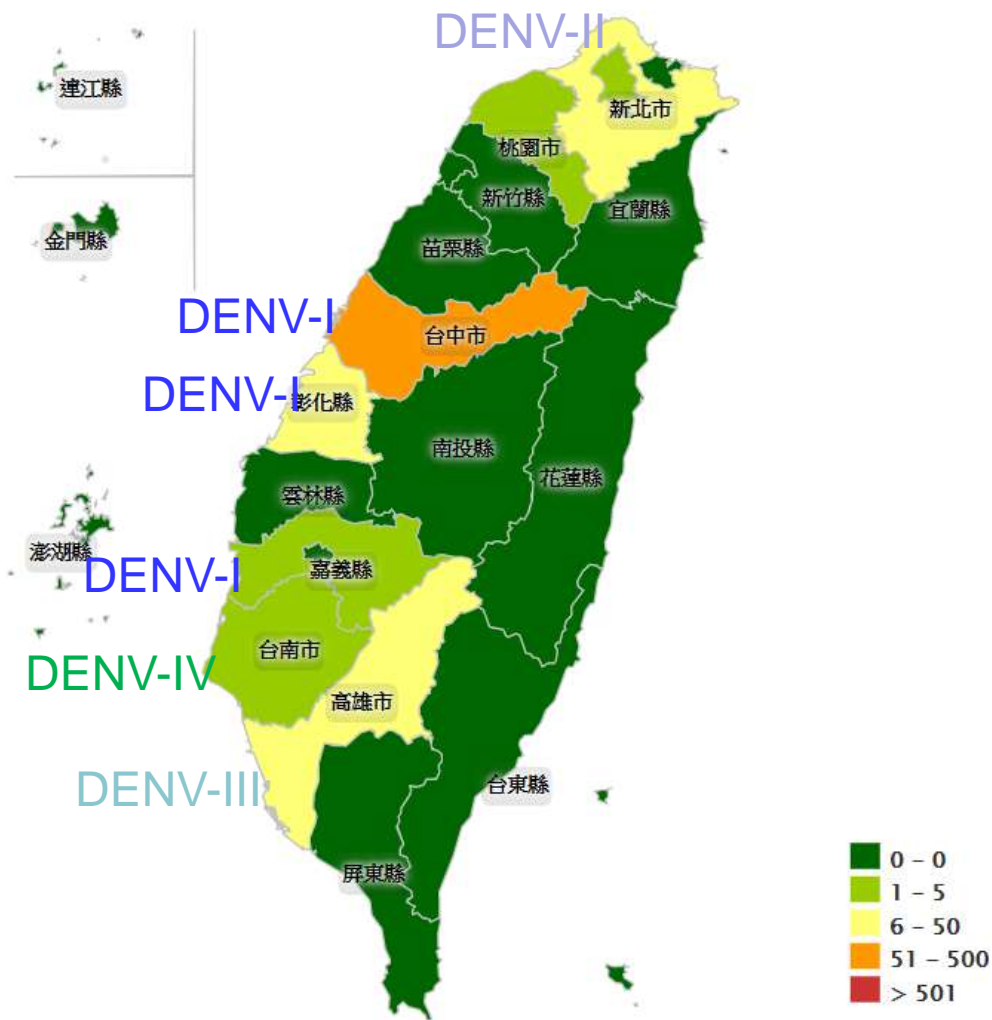 DENV-II
連江縣
新北市
桃園市
新竹縣
宜蘭縣
金門縣
苗栗縣
DENV-I
台中市
DENV-I
彰化縣
南投縣
花蓮縣
雲林縣
澎湖縣
DENV-I
嘉義縣
台南市
DENV-IV
高雄市
DENV-III
台東縣
屏東縣
0 - 0
1 - 5
6 - 50
51 - 500
> 501